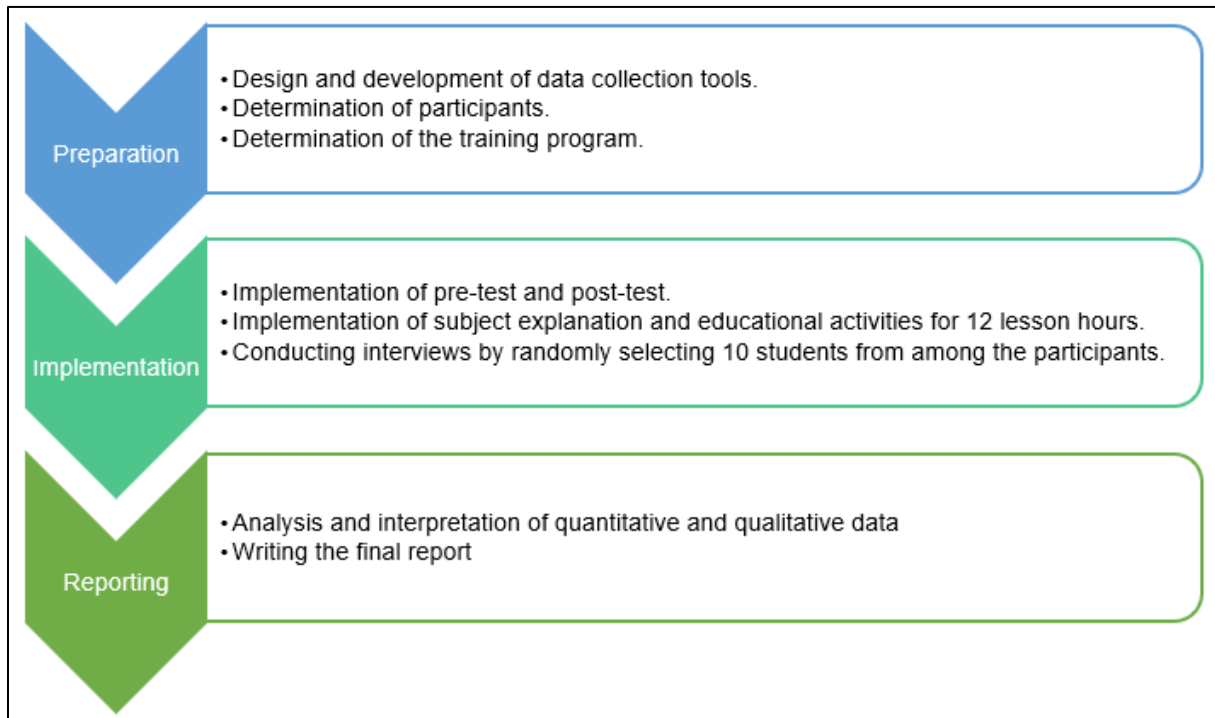 Preparation
•Design and development of data collection tools.
•Determination of participants.
•Determination of the training program.
Implementation
•Implementation of pre-test and post-test.
•Implementation of subject explanation and educational activities for 12 lesson hours.
•Conducting interviews by randomly selecting 10 students from among the participants.
Reporting
•Analysis and interpretation of quantitative and qualitative data
•Writing the final report